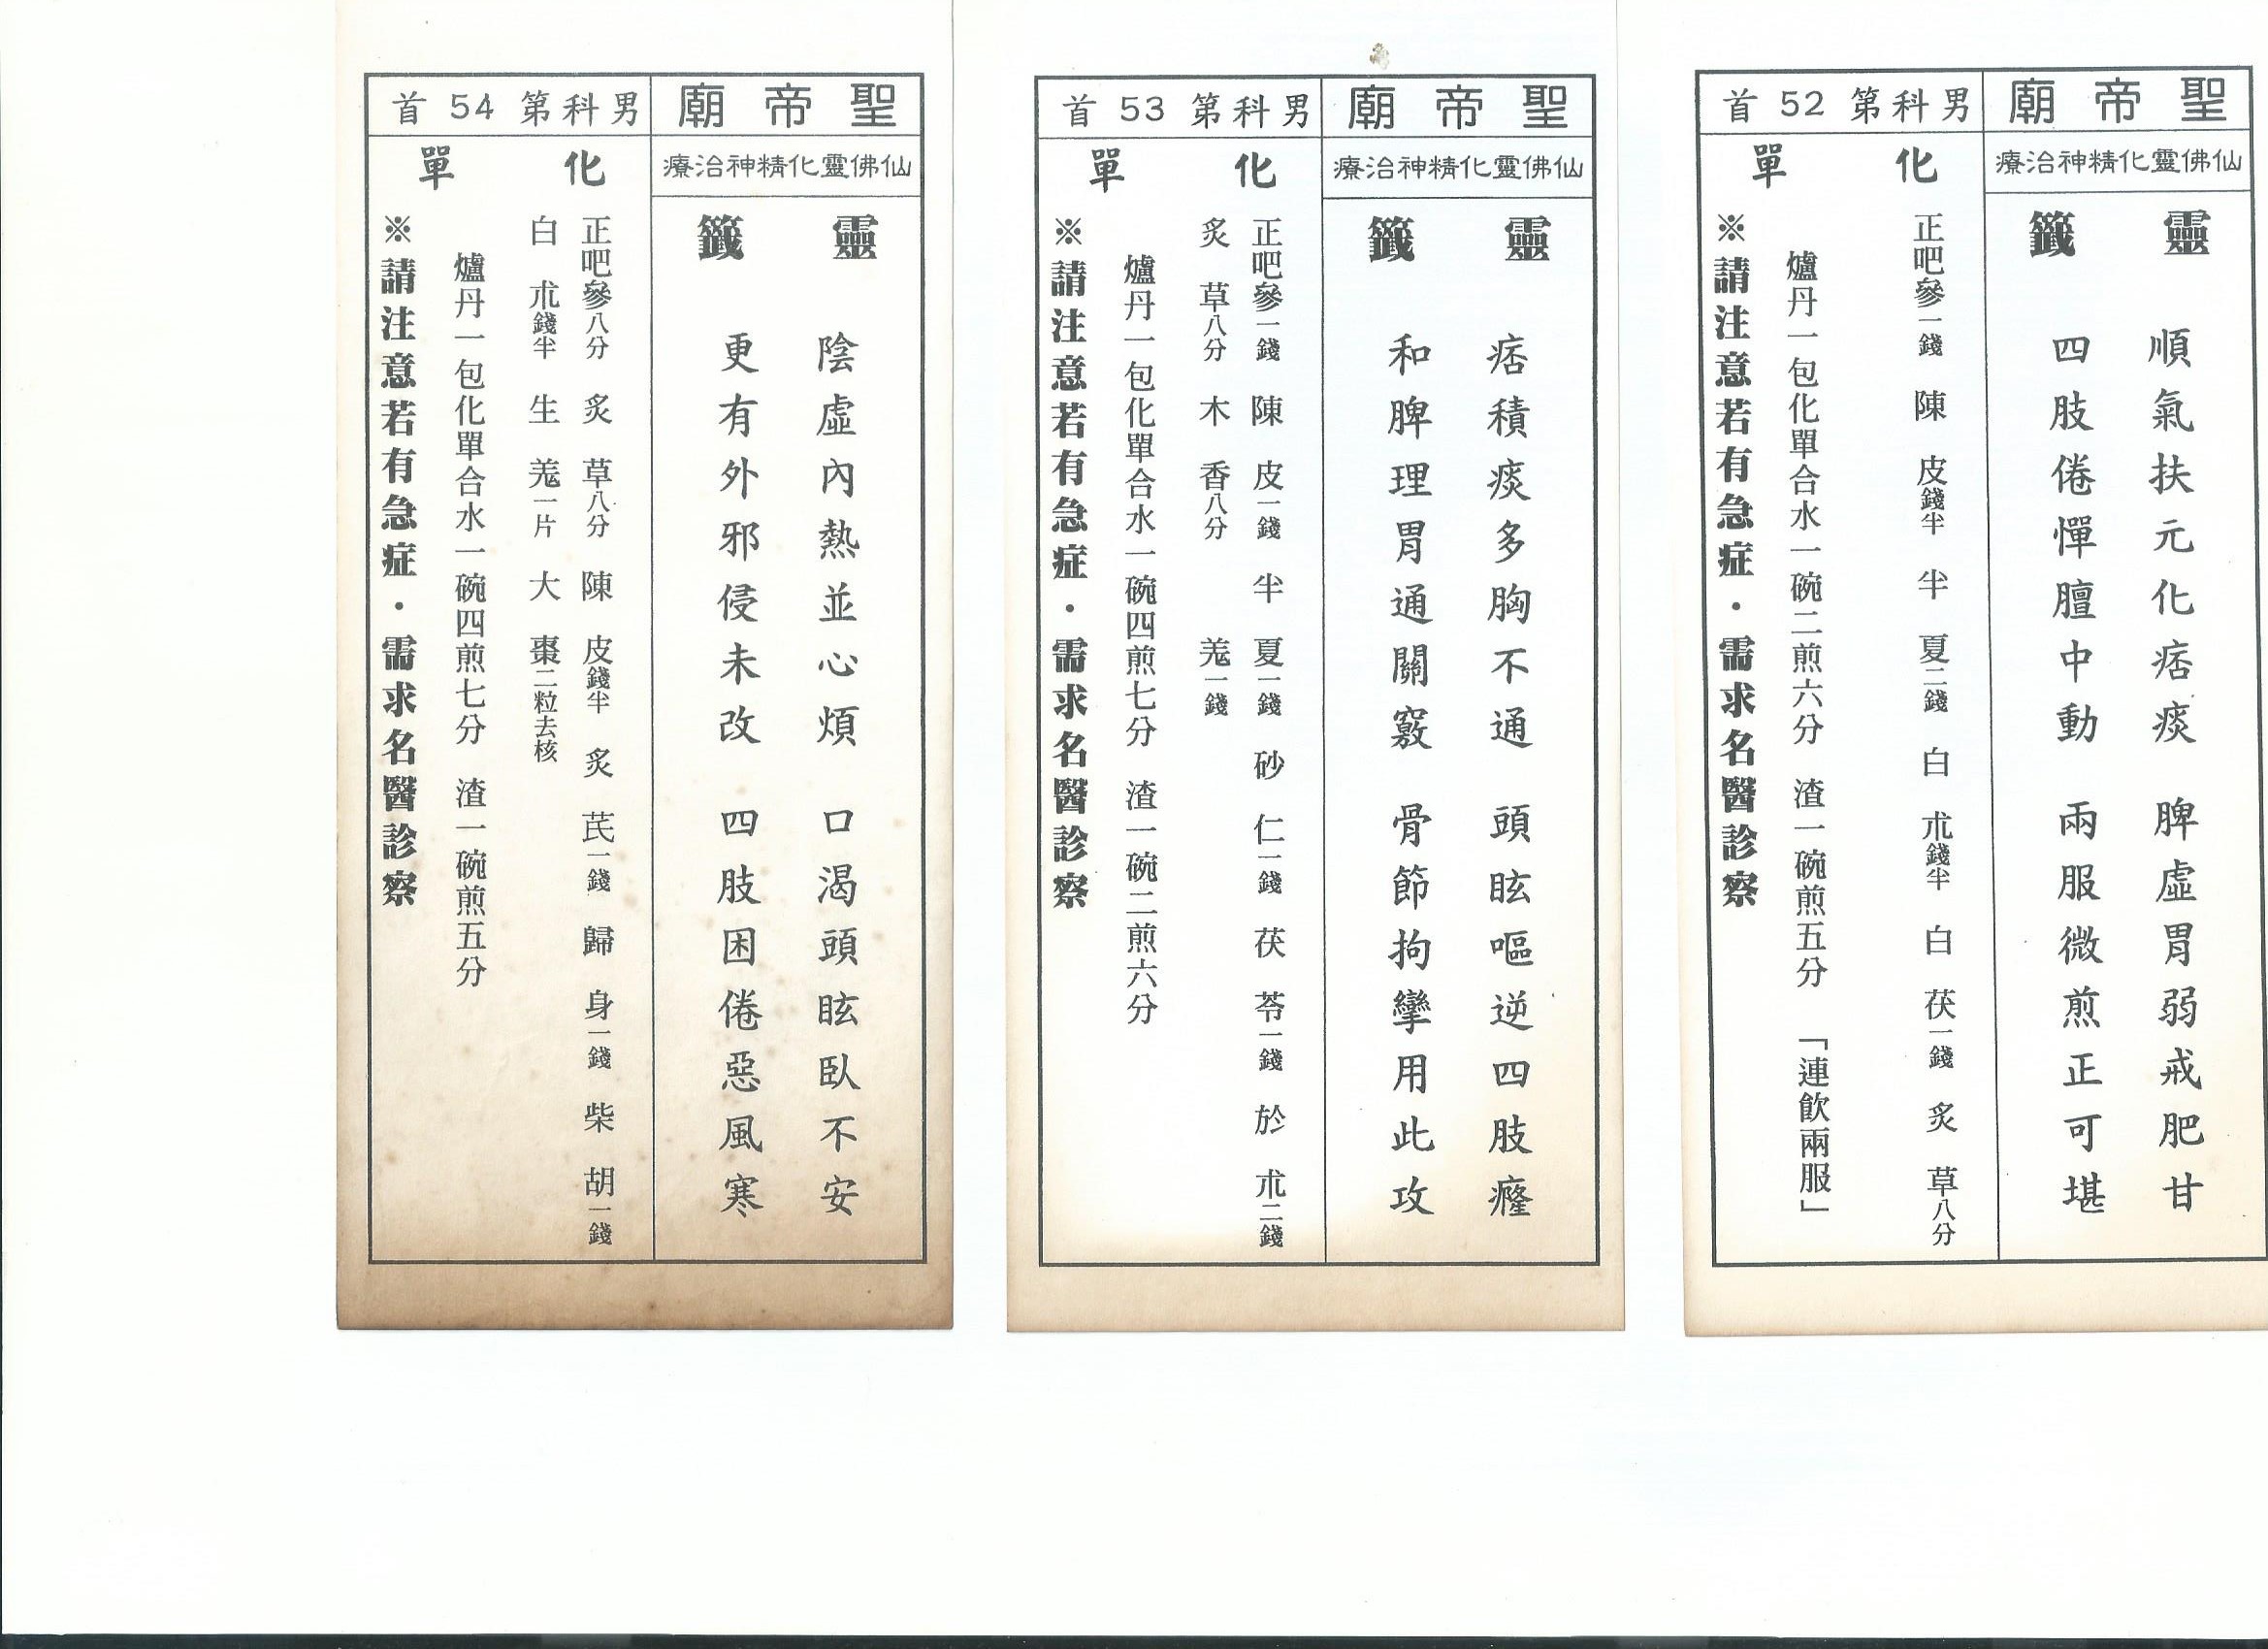 聖帝廟
仙佛靈化精神治療
靈籤
順氣扶元化痞痰 脾虛胃弱戒肥甘
四肢倦憚膻中動 兩服微煎正可堪
男科第52首
化單
正吧參一錢 陳皮錢半 半夏二錢 白朮錢半 白茯一錢 炙草八分
爐丹一包化單合水一碗二煎六分 渣一碗煎五分 「連飲兩服」
※請注意若有急症・需求名醫診察
聖帝廟
仙佛靈化精神治療
靈籤
痞積痰多胸不通 頭眩嘔逆四肢癃
和脾理胃通關竅 骨節拘攣用此攻
男科第53首
化單
正吧參一錢 陳皮一錢 半夏一錢 砂仁一錢 茯苓一錢 於朮二錢
炙草八分 木香八分 羗一錢
爐丹一包化單合水一碗四煎七分 渣一碗二煎六分
※請注意若有急症・需求名醫診察
聖帝廟
仙佛靈化精神治療
靈籤
陰虛內熱並心煩 口渴頭眩臥不安
更有外邪侵未改 四肢困倦惡風寒
男科第54首
化單
正吧參八分 炙草八分 陳皮錢半 炙芪一錢 歸身一錢 柴胡一錢
白朮錢半 生羗一片 大棗二粒去核
爐丹一包化單合水一碗四煎七分 渣一碗煎五分
※請注意若有急症・需求名醫診察